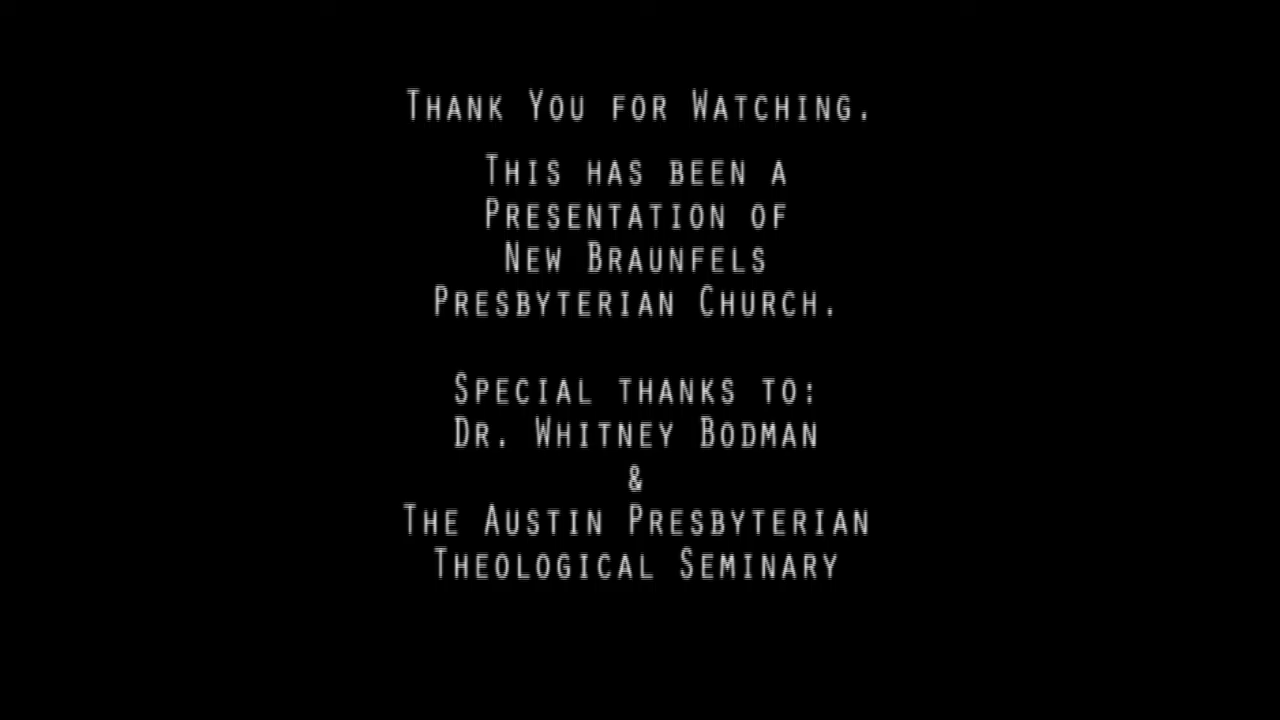 Thank You for Watching.
This has been a
Presentation of
New Braunfels
Presbyterian Church.
Special thanks to:
Dr. Whitney Bodman
&
The Austin Presbyterian
Theological Seminary